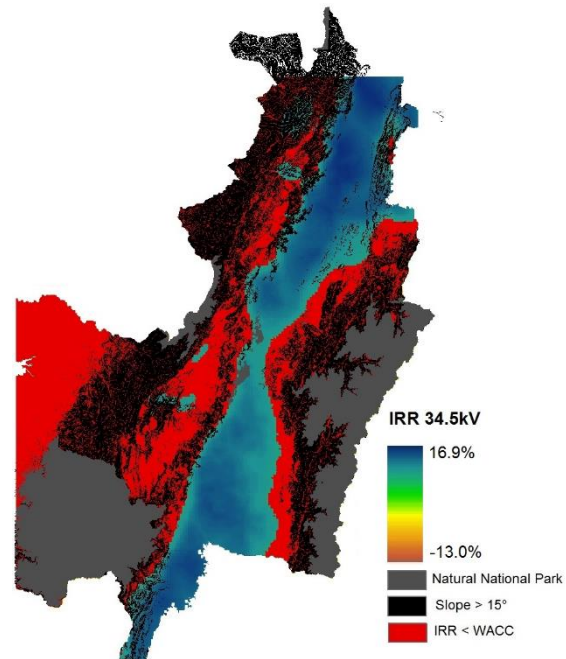 IRR 34.5kV
16.9%
-13.0%
Natural National Park
Slope > 15°
IRR < WACC